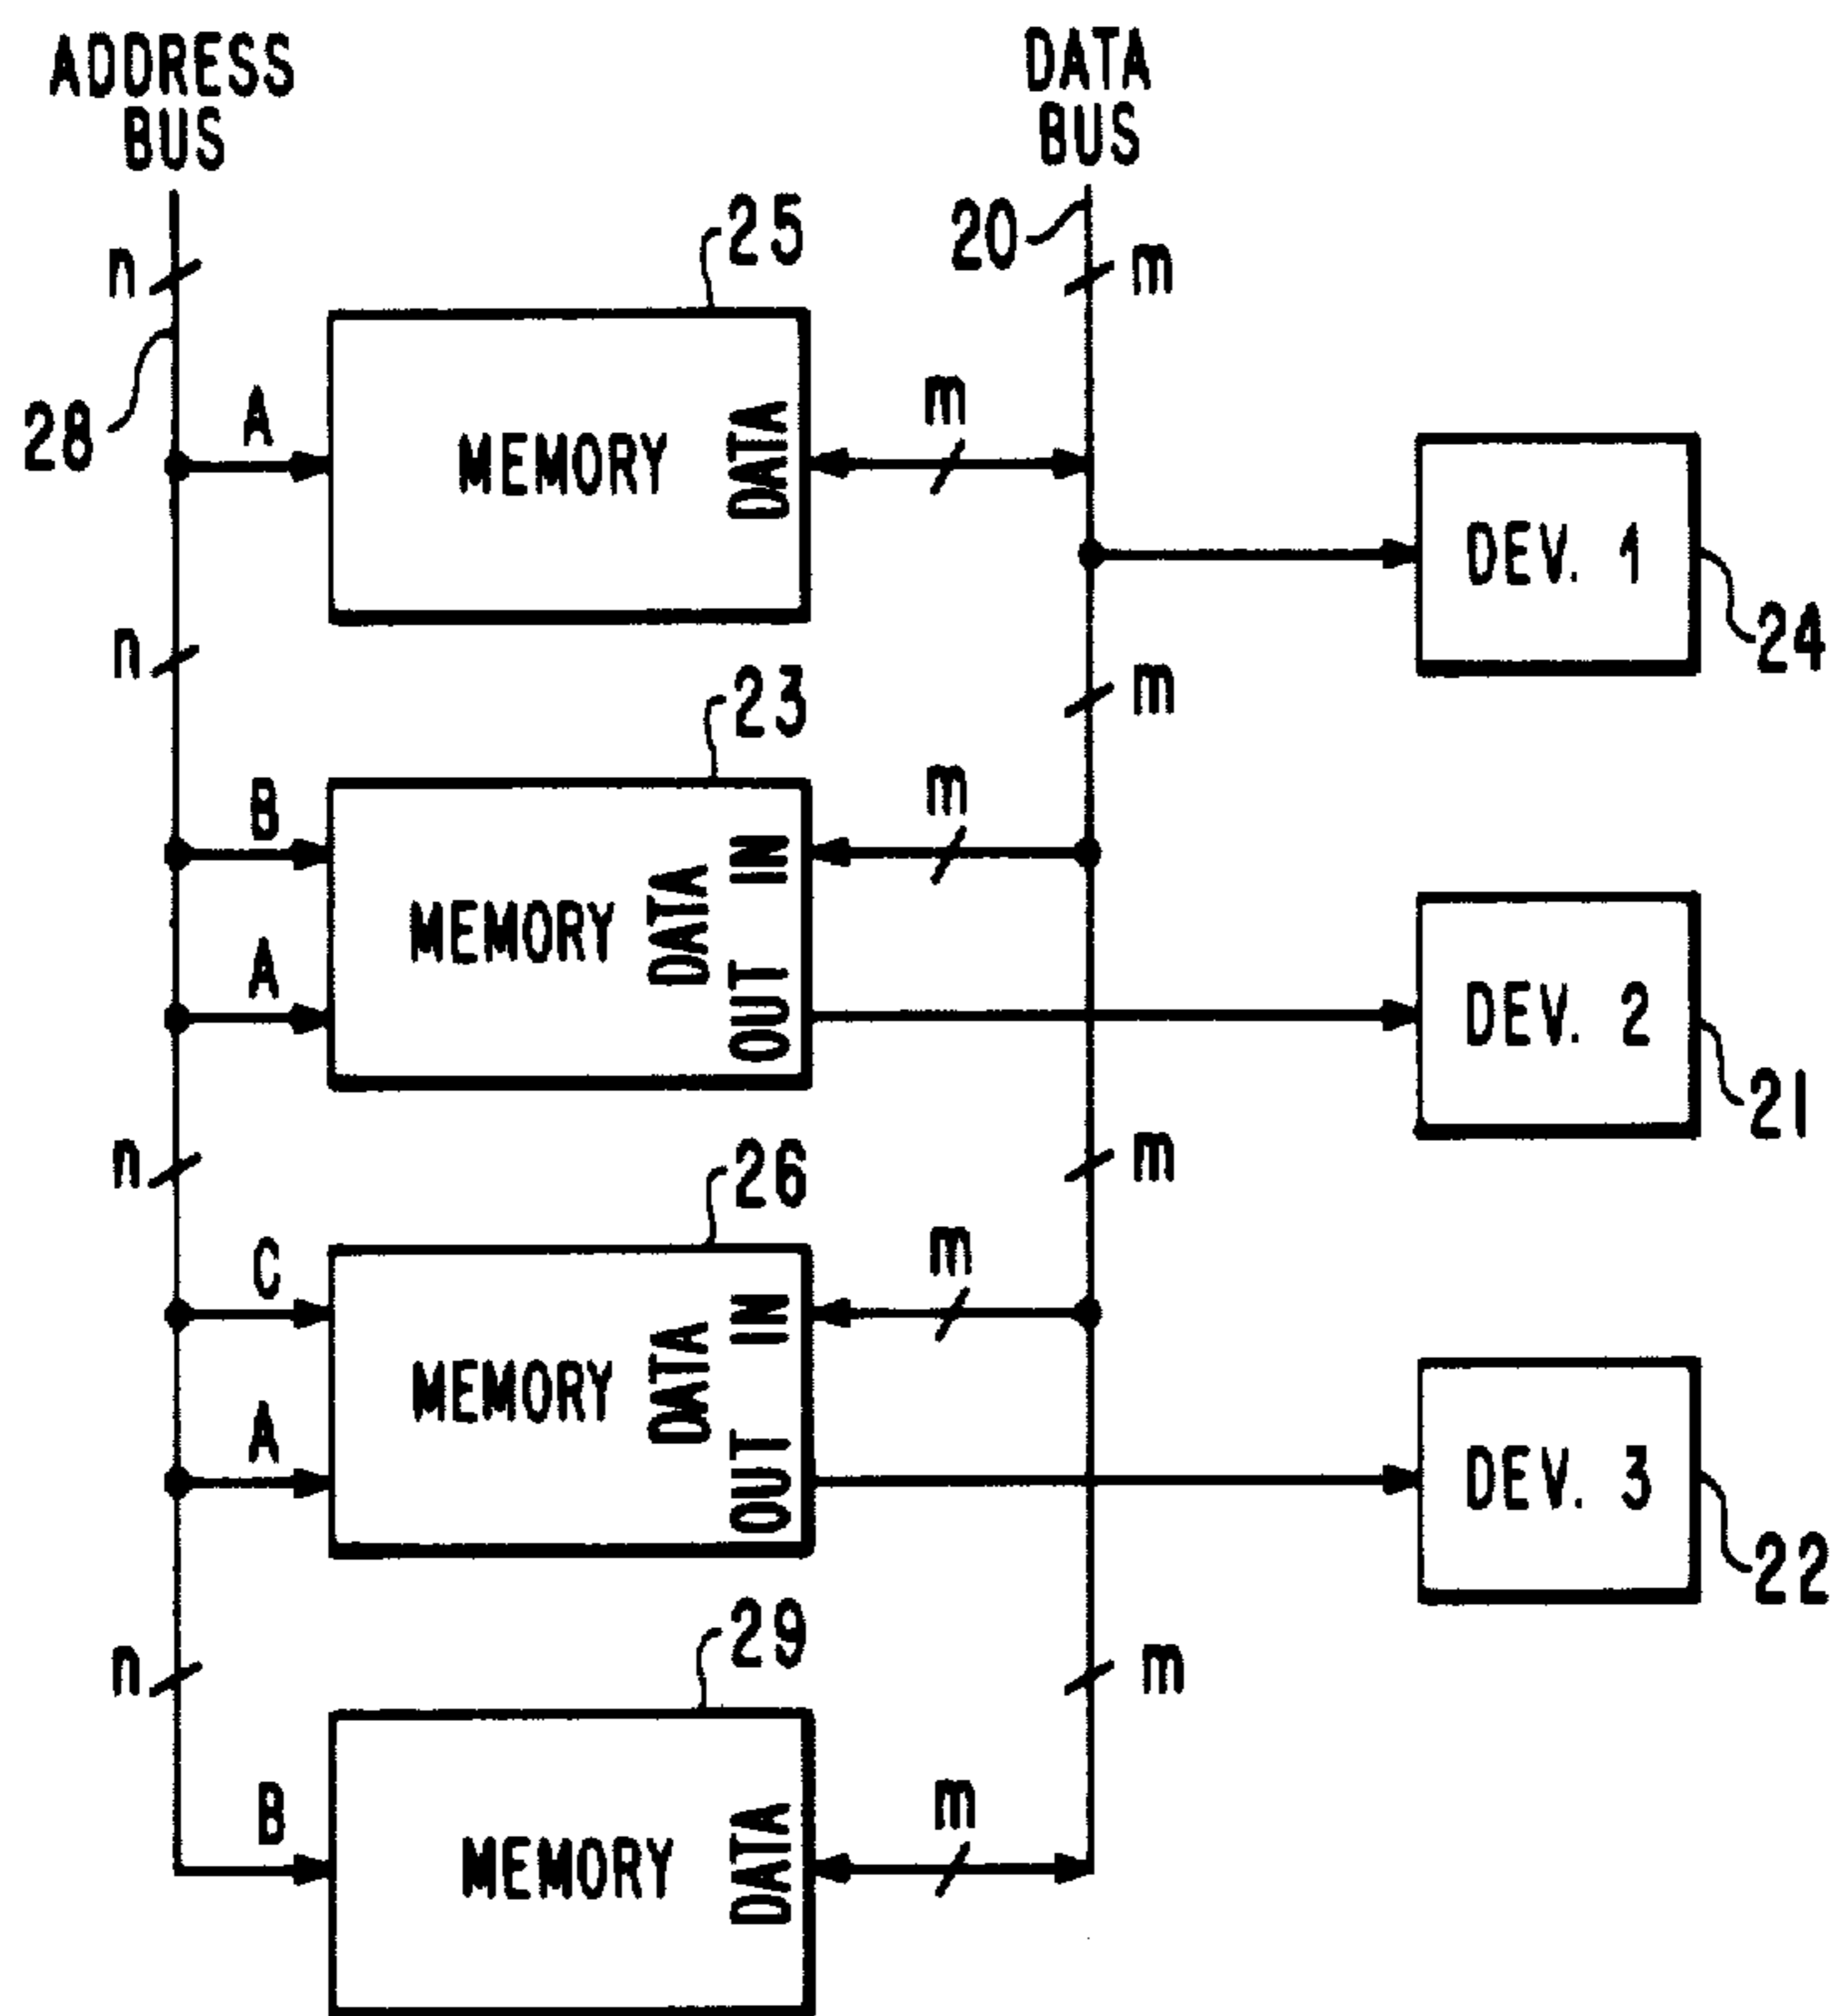 ADDRESS
BUS
DATA
BUS
n
28
25
20
m
A
MEMORY
DATA
m
DEV. 1
24
n
m
23
B
A
MEMORY
DATA
IN
OUT
m
DEV. 2
21
n
m
26
C
A
MEMORY
DATA
IN
OUT
m
DEV. 3
22
n
m
29
B
MEMORY
DATA
m